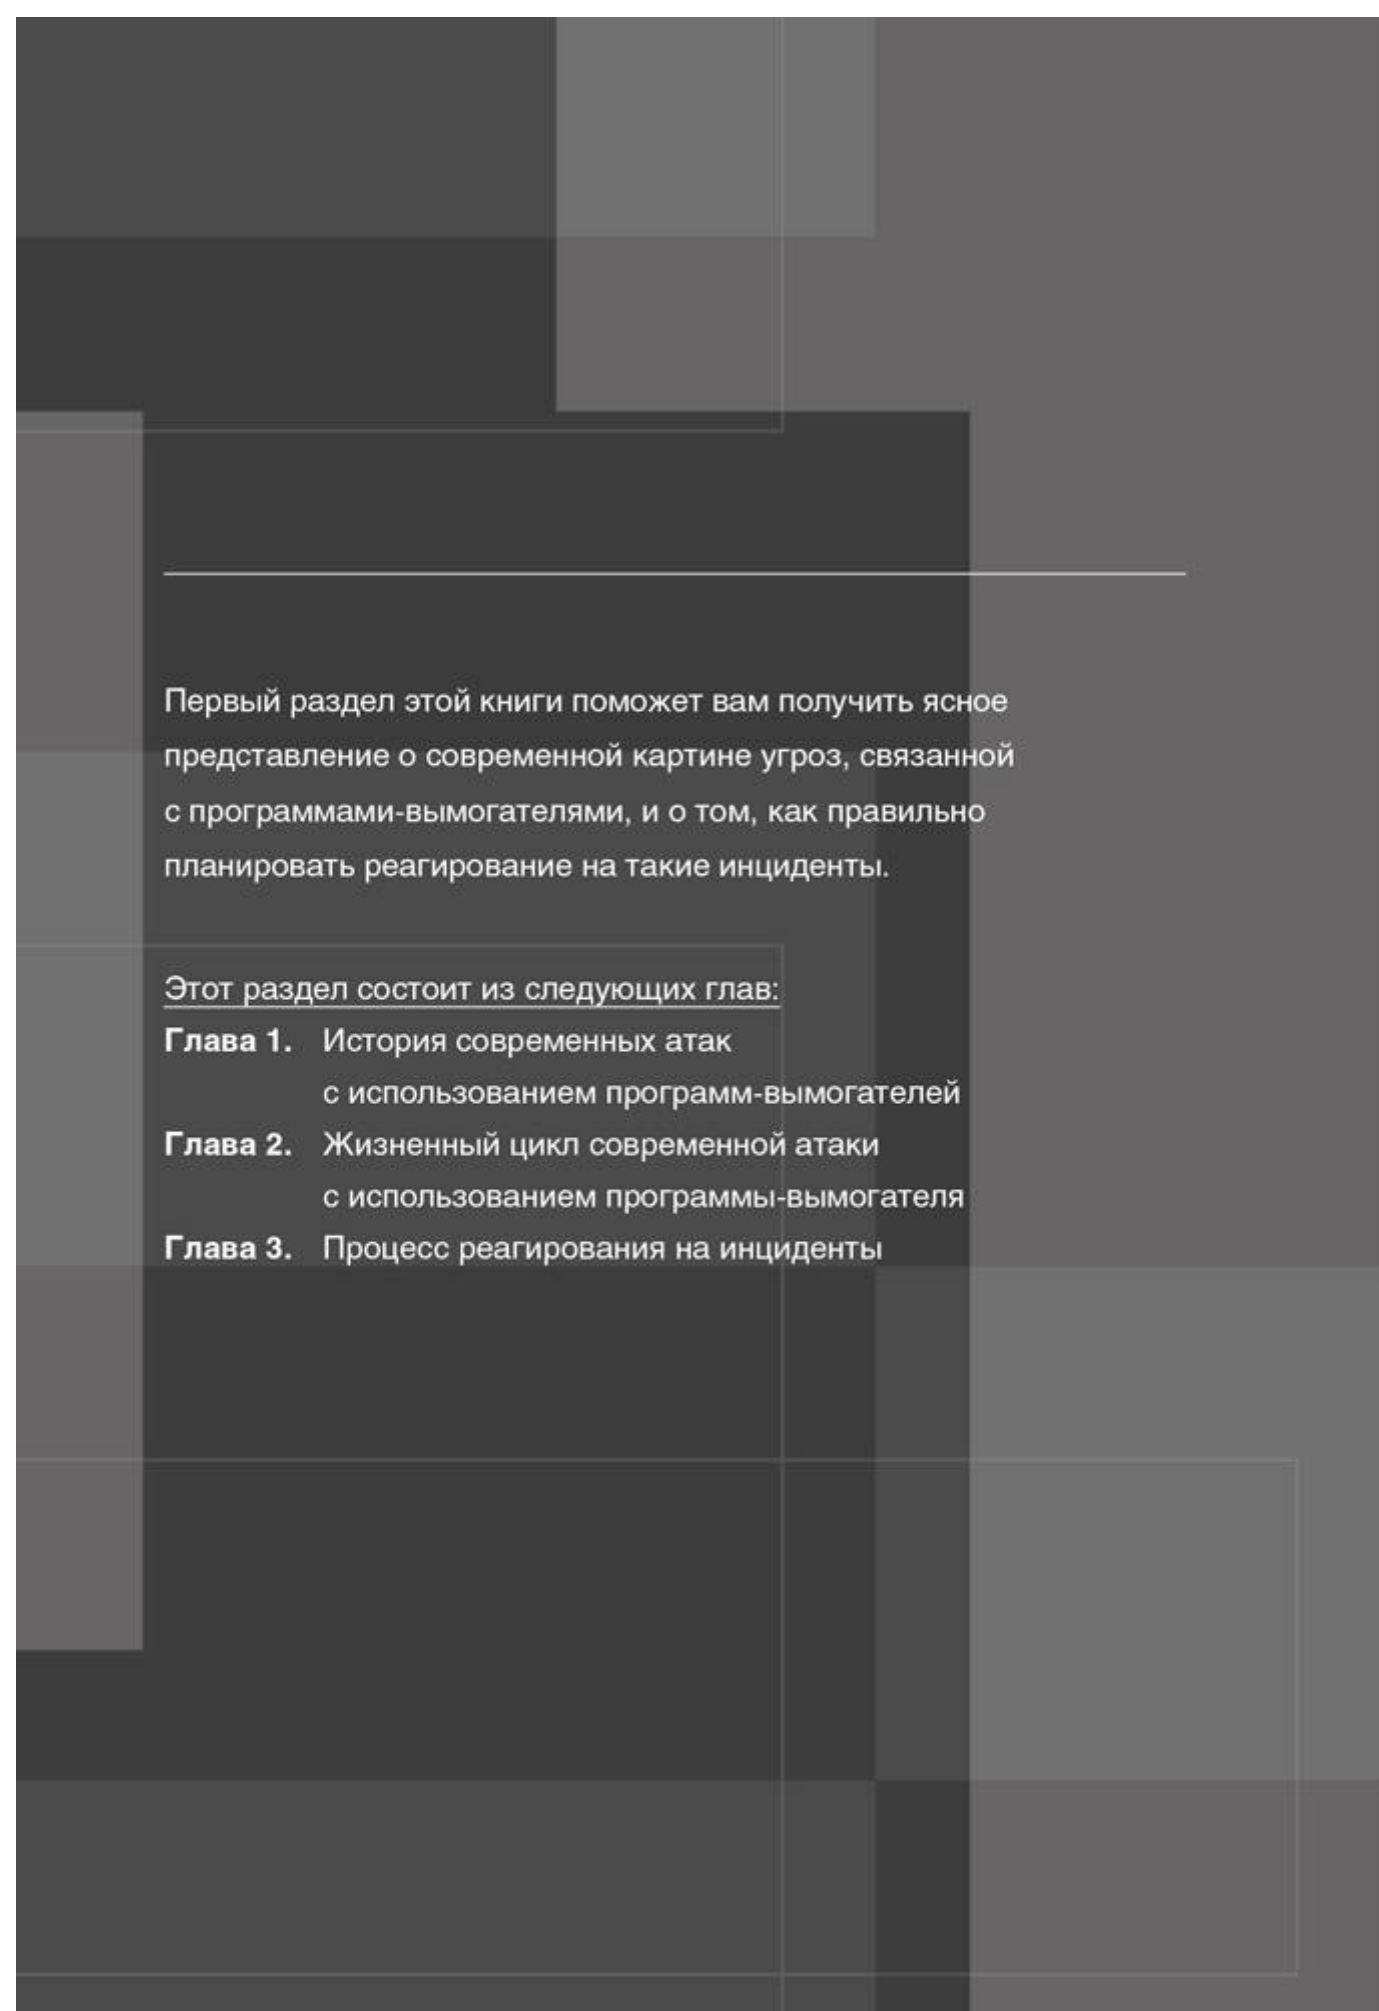 Первый раздел этой книги поможет вам получить ясное
представление о современной картине угроз, связанной
с программами-вымогателями, и о том, как правильно
планировать реагирование на такие инциденты.
Этот раздел состоит из следующих глав:
Глава 1. История современных атак
с использованием программ-вымогателей
Глава 2. Жизненный цикл современной атаки
с использованием программы-вымогателя
Глава 3. Процесс реагирования на инциденты